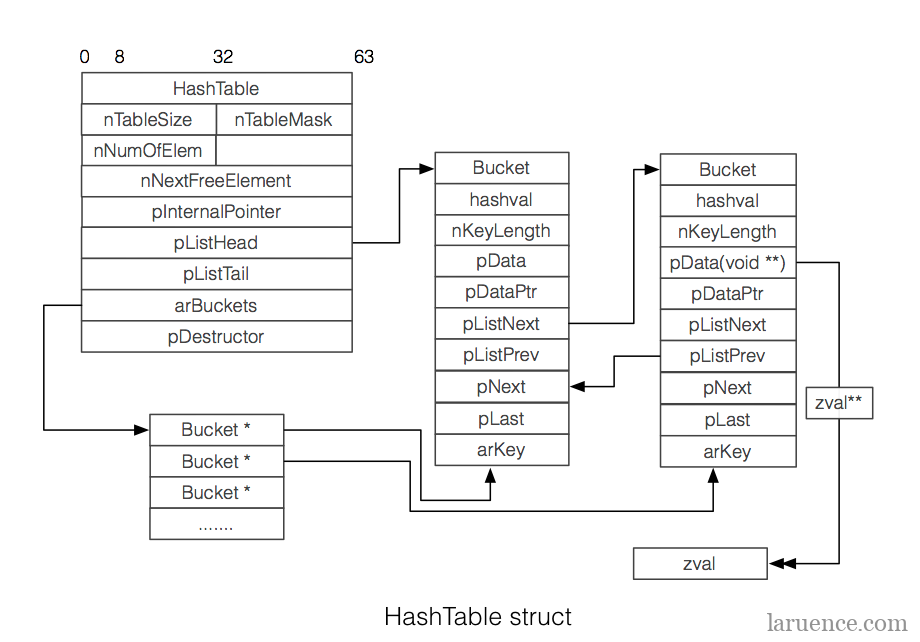 0 8 32 63
HashTable
nTableSize nTableMask
nNumOfElem
nNextFreeElement
pInternalPointer
pListHead
pListTail
arBuckets
pDestructor
Bucket *
Bucket *
Bucket *
.......
Bucket
hashval
nKeyLength
pData
pDataPtr
pListNext
pListPrev
pNext
pLast
arKey
Bucket
hashval
nKeyLength
pData(void **)
pDataPtr
pListNext
pListPrev
pNext
pLast
arKey
zval**
zval
HashTable struct
laruence.com